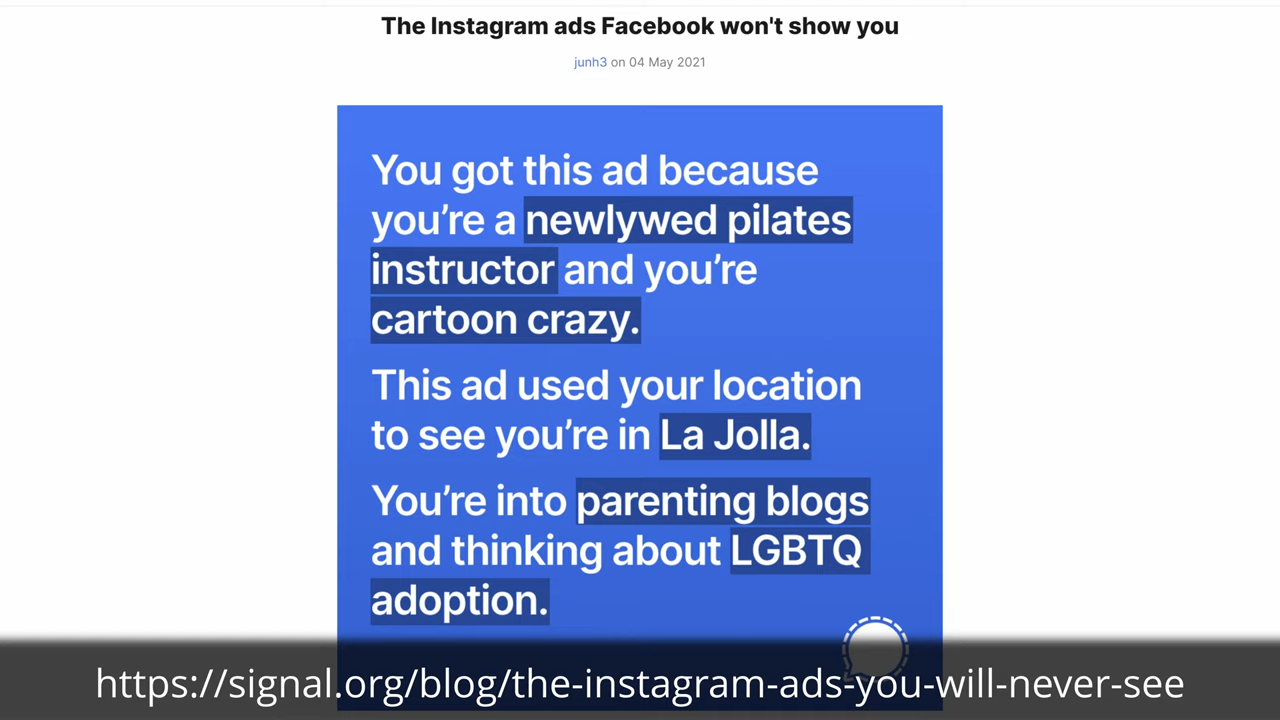 The Instagram ads Facebook won't show you
junh3 on 04 May 2021
You got this ad because
you’re a newlywed pilates
instructor and you’re
cartoon crazy.
This ad used your location
to see you’re in La Jolla.
You’re into parenting blogs
and thinking about LGBTQ
adoption.
https://signal.org/blog/the-instagram-ads-you-will-never-see